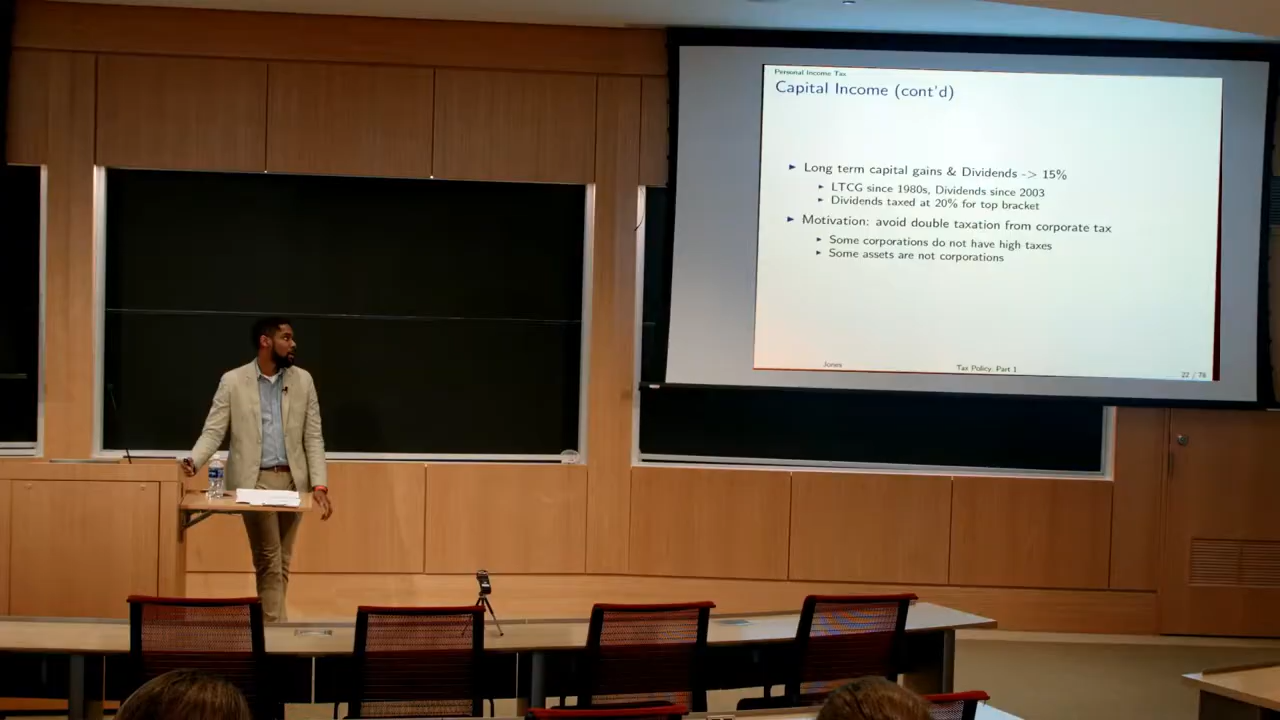 Personal Income Tax
Capital Income (cont'd)
► Long term capital gains & Dividends -> 15%
► LTCG since 1980s, Dividends since 2003
► Dividends taxed at 20% for top bracket
► Motivation: avoid double taxation from corporate tax
► Some corporations do not have high taxes
► Some assets are not corporations
Jones Tax Policy: Part 1 22 / 78